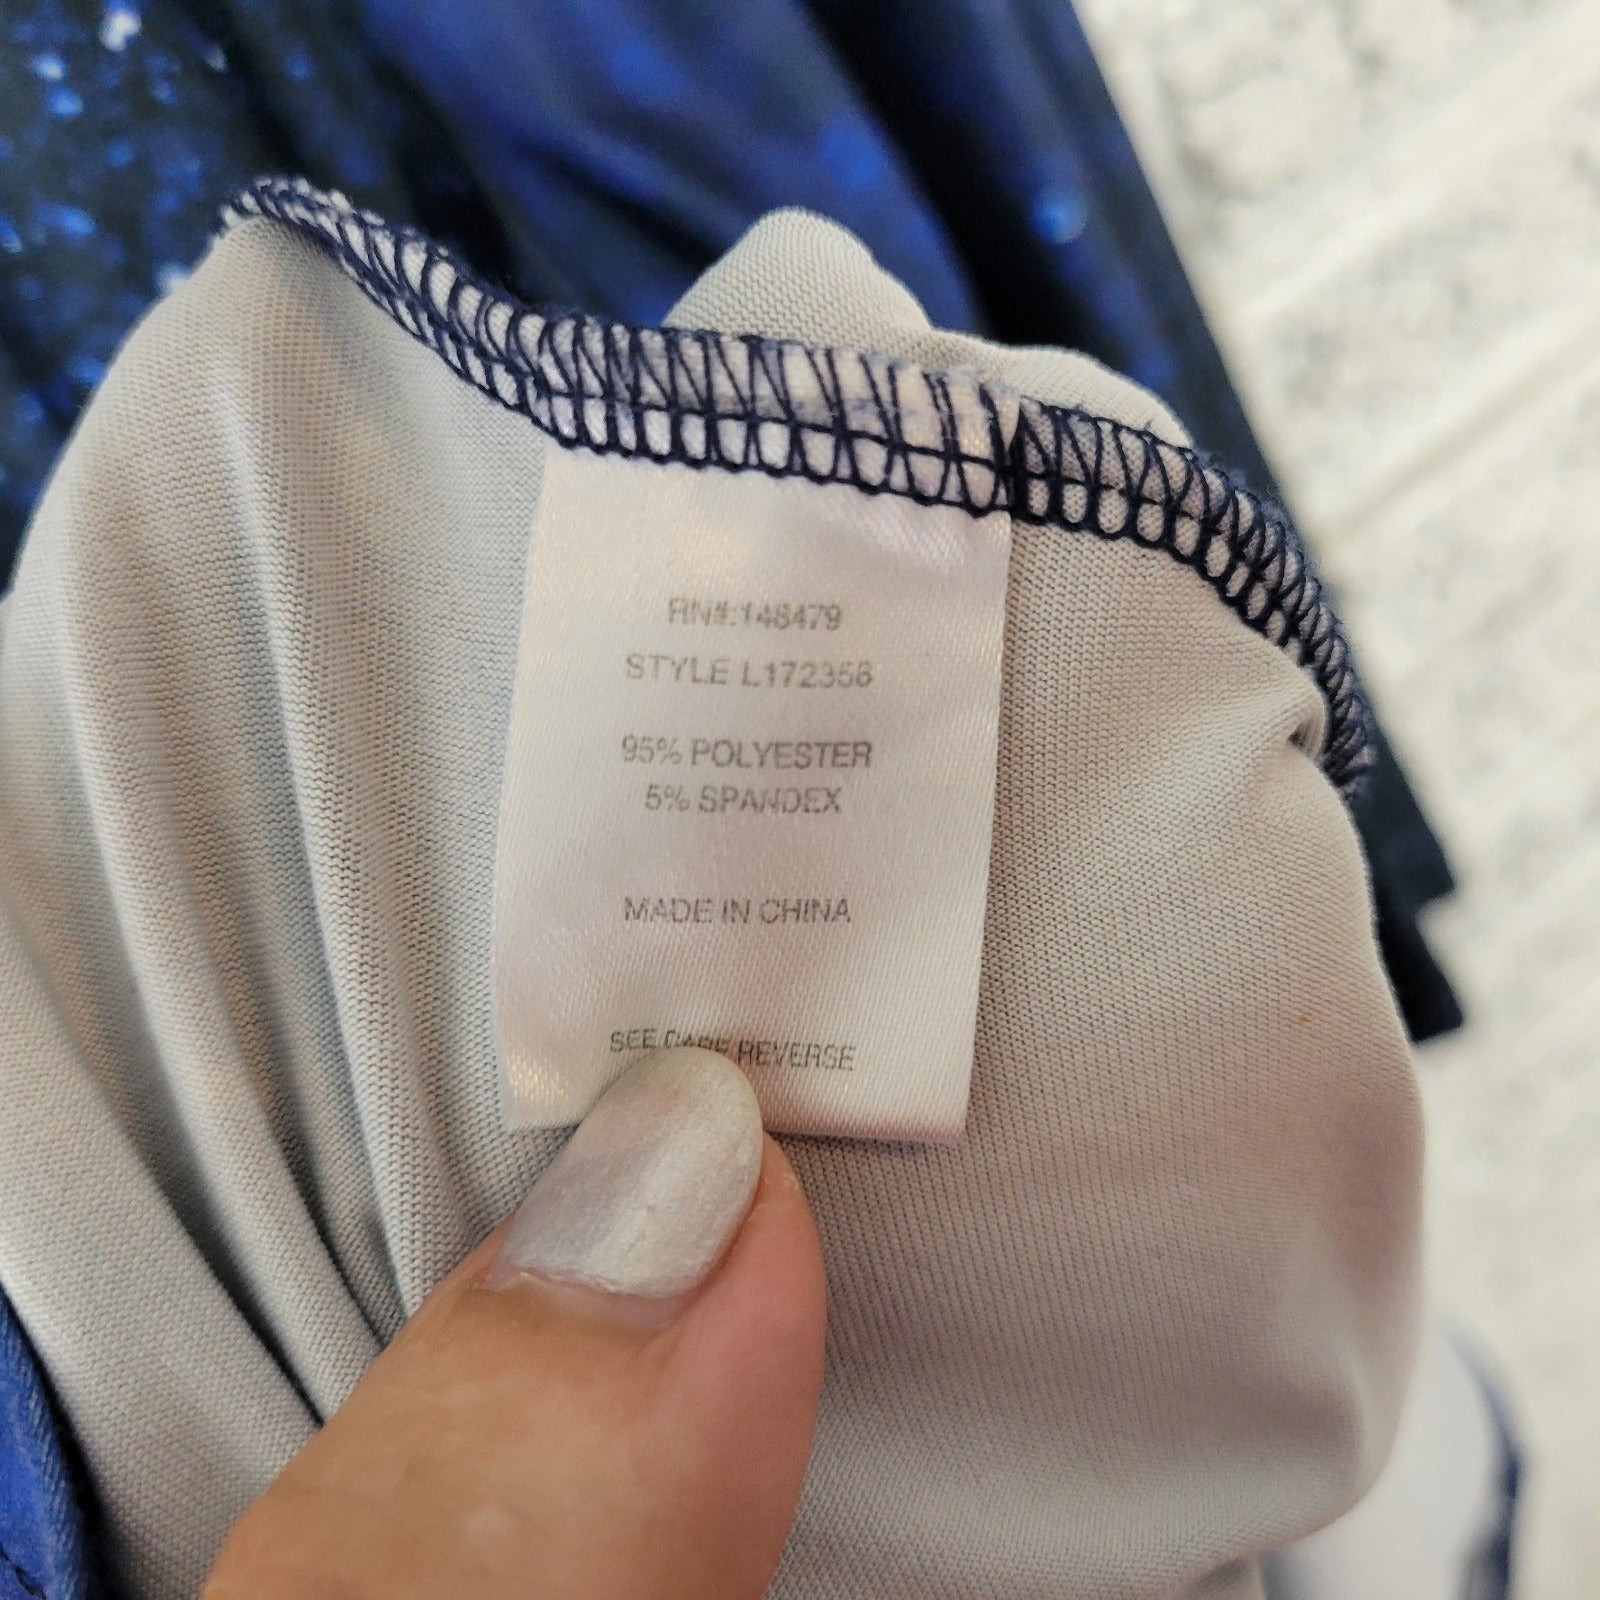 RN#:148479
STYLE L172358
95% POLYESTER
5% SPANDEX
MADE IN CHINA
SEE CARE REVERSE